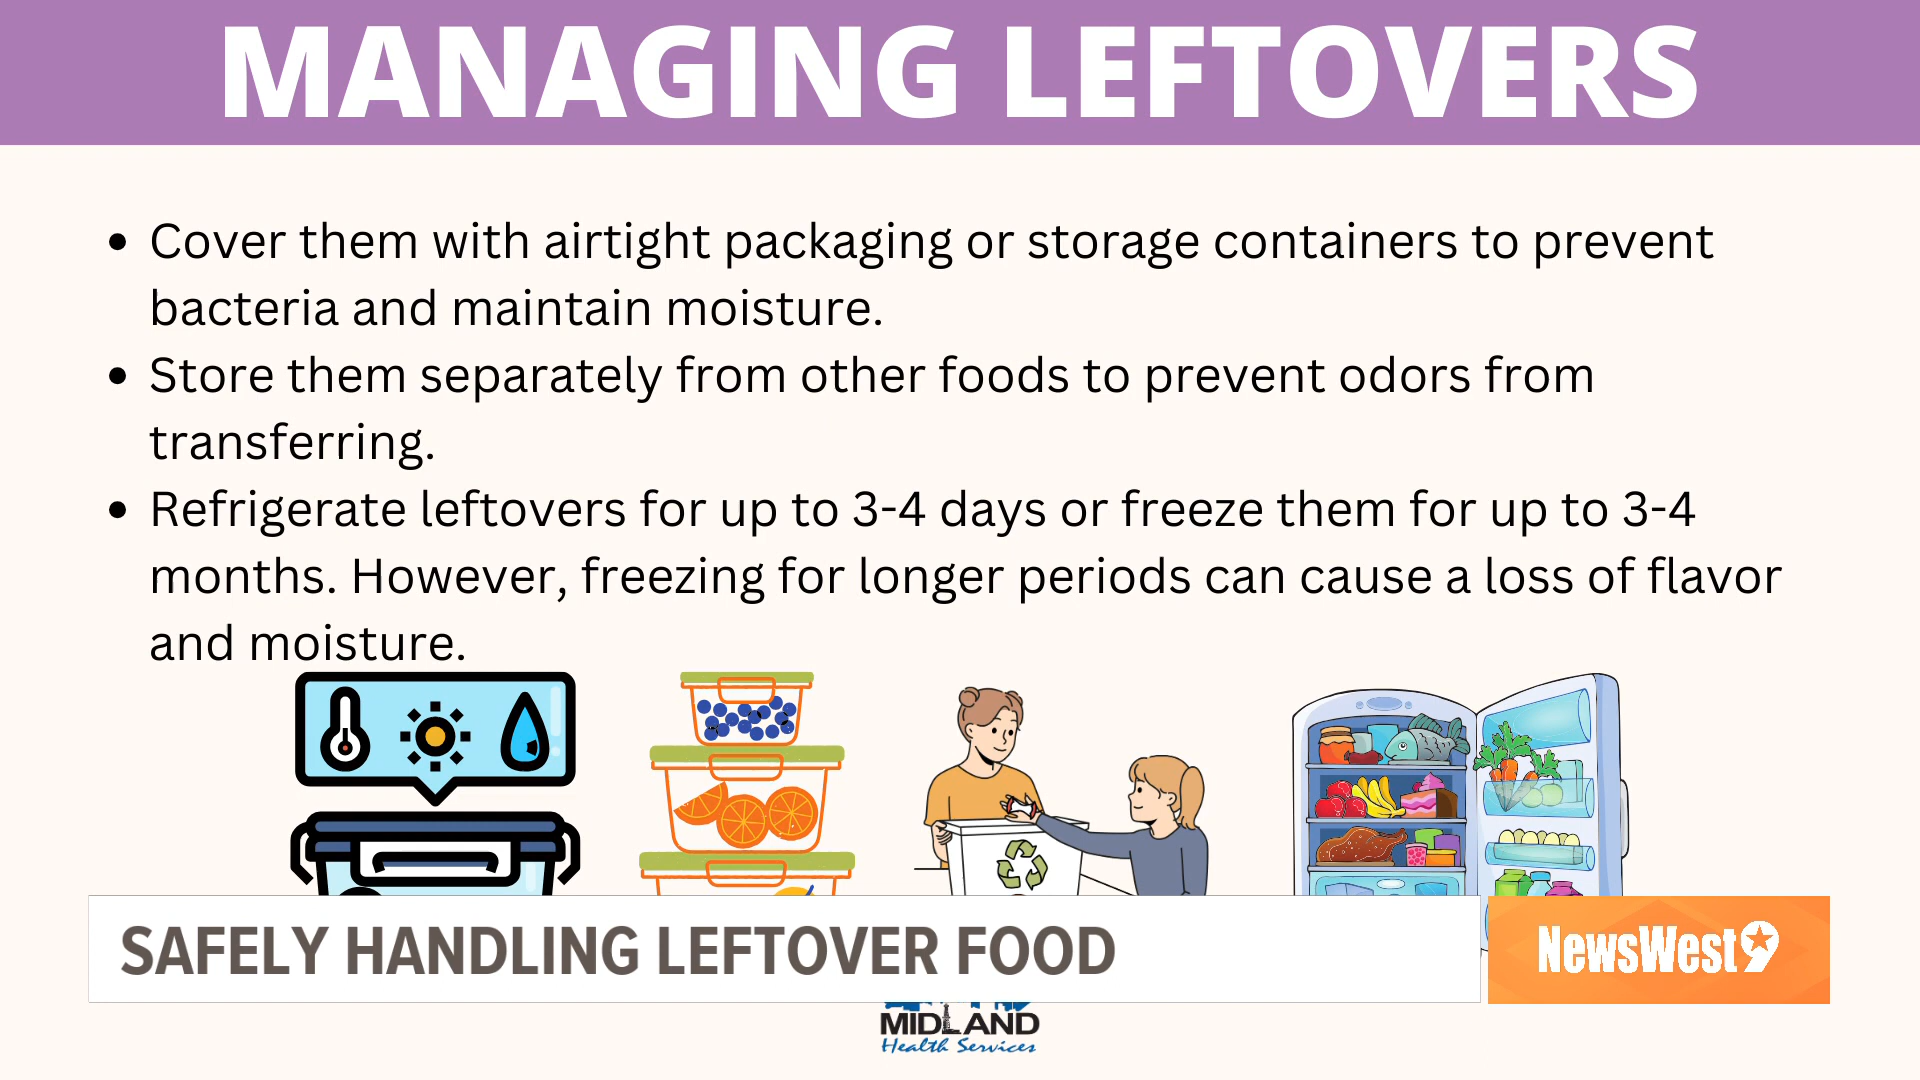 MANAGING LEFTOVERS
• Cover them with airtight packaging or storage containers to prevent
bacteria and maintain moisture.
• Store them separately from other foods to prevent odors from
transferring.
• Refrigerate leftovers for up to 3-4 days or freeze them for up to 3-4
months. However, freezing for longer periods can cause a loss of flavor
and moisture.
SAFELY HANDLING LEFTOVER FOOD
NewsWest9
MIDLAND
Health Services